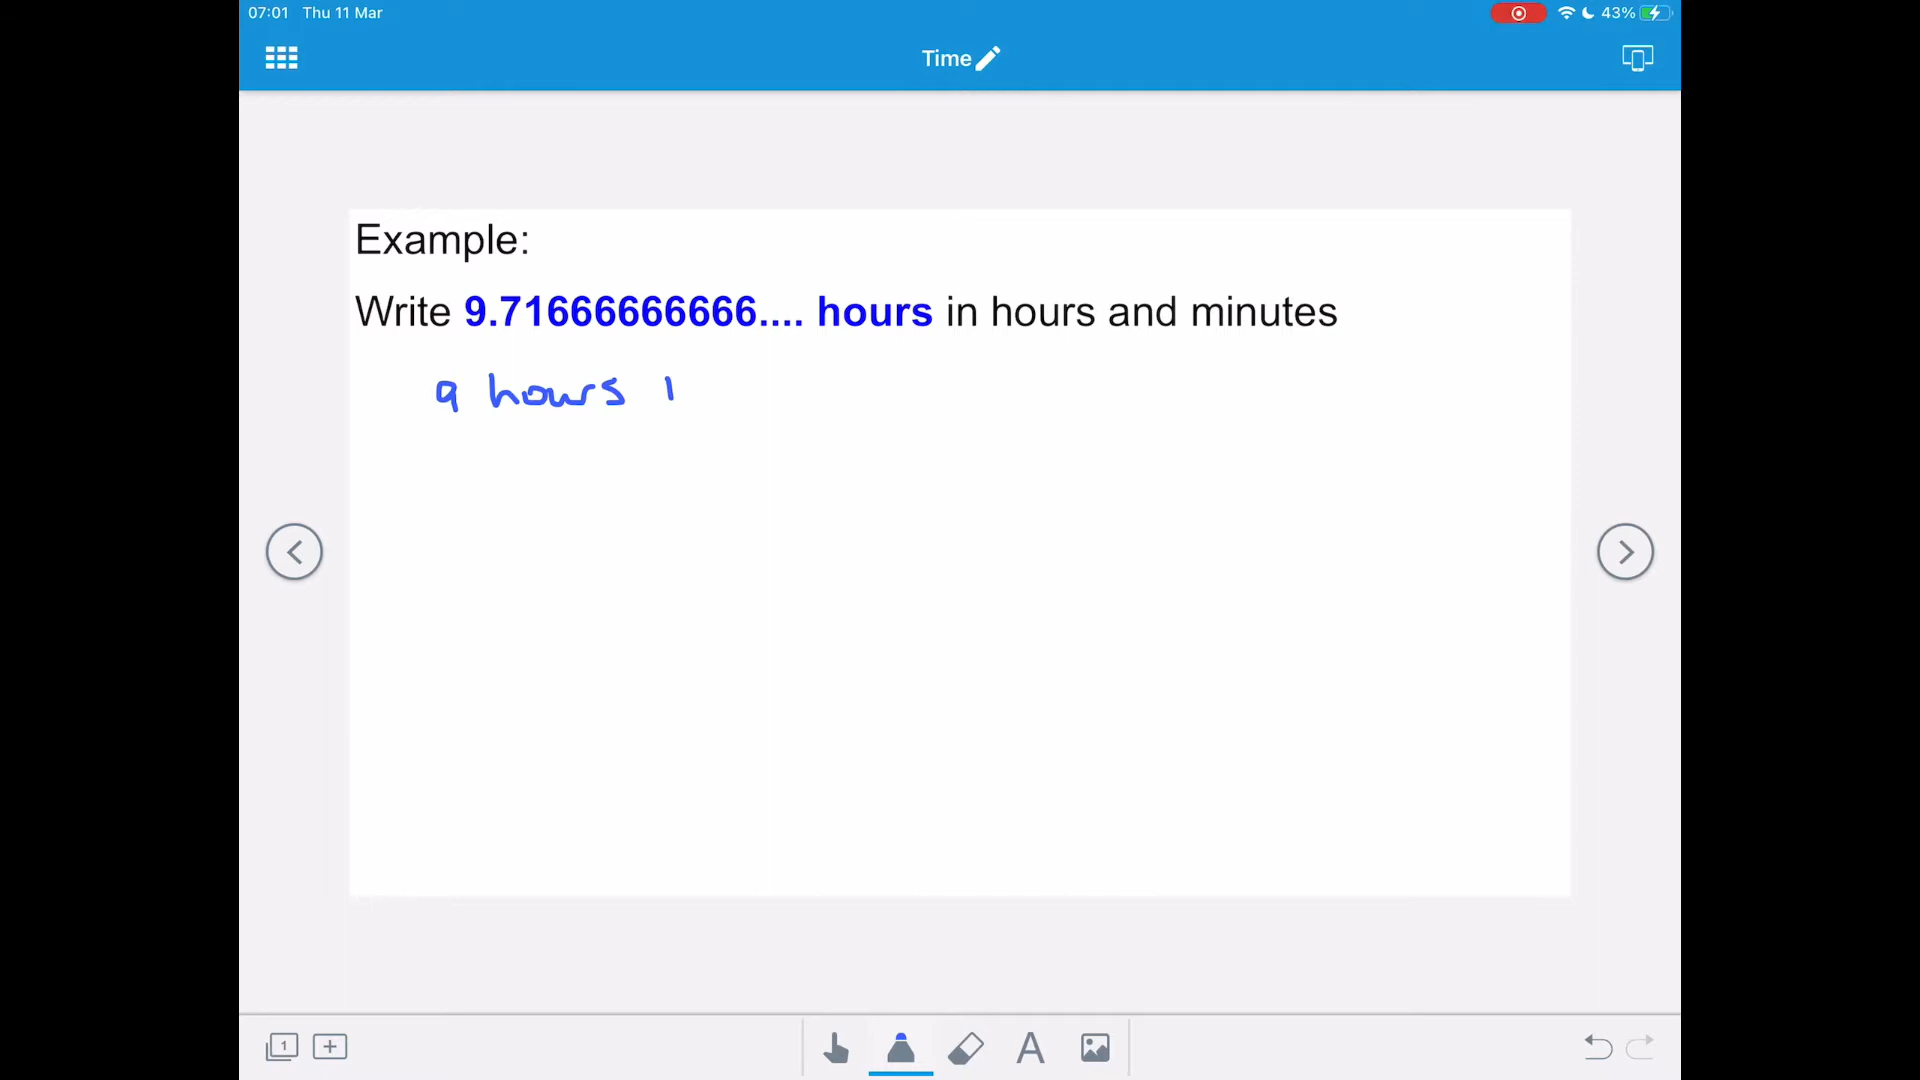 07:01 Thu 11 Mar
43%
Time
Example:
Write 9.71666666666.... hours in hours and minutes
9 hours
1
A